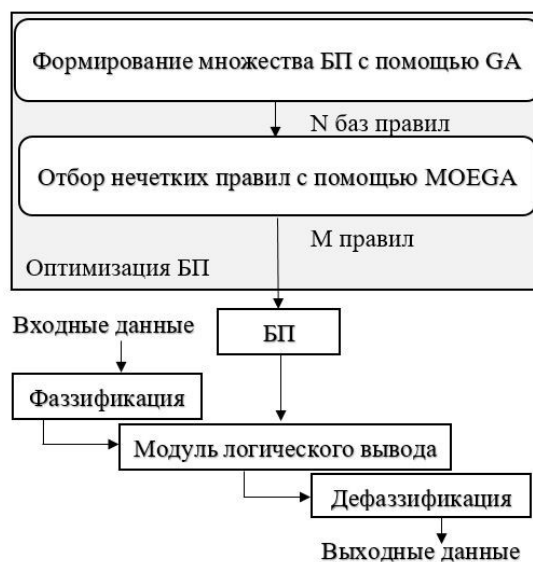 Формирование множества БП с помощью GA
N баз правил
Отбор нечетких правил с помощью MOEGA
М правил
Оптимизация БП
Входные данные
БП
Фаззификация
Модуль логического вывода
Дефаззификация
Выходные данные